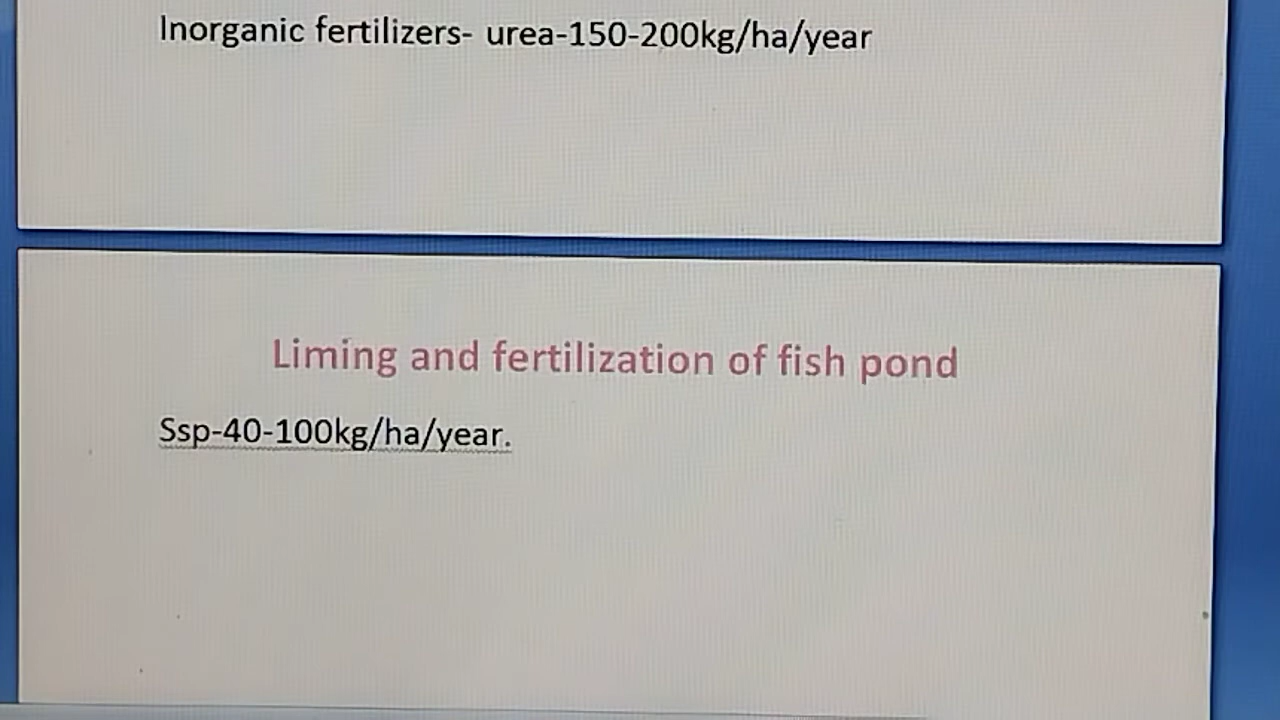 Inorganic fertilizers- urea-150-200kg/ha/year
Liming and fertilization of fish pond
Ssp-40-100kg/ha/year.